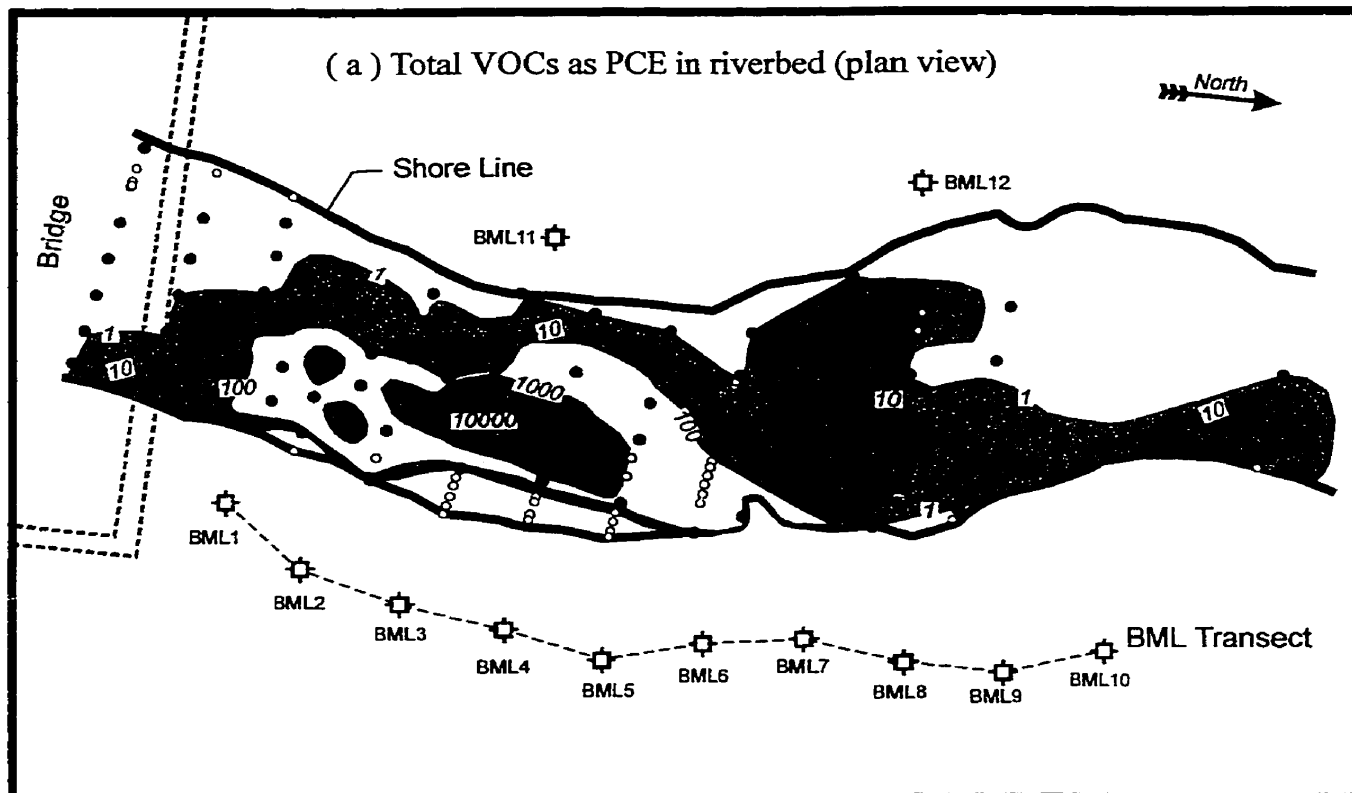 ( a ) Total VOCs as PCE in riverbed (plan view)
North
Shore Line
Bridge
BML11
BML12
1
10
1
10
100
1000
10000
100
10
1
10
1
BML1
BML2
BML3
BML4
BML5
BML6
BML7
BML8
BML9
BML10
BML Transect